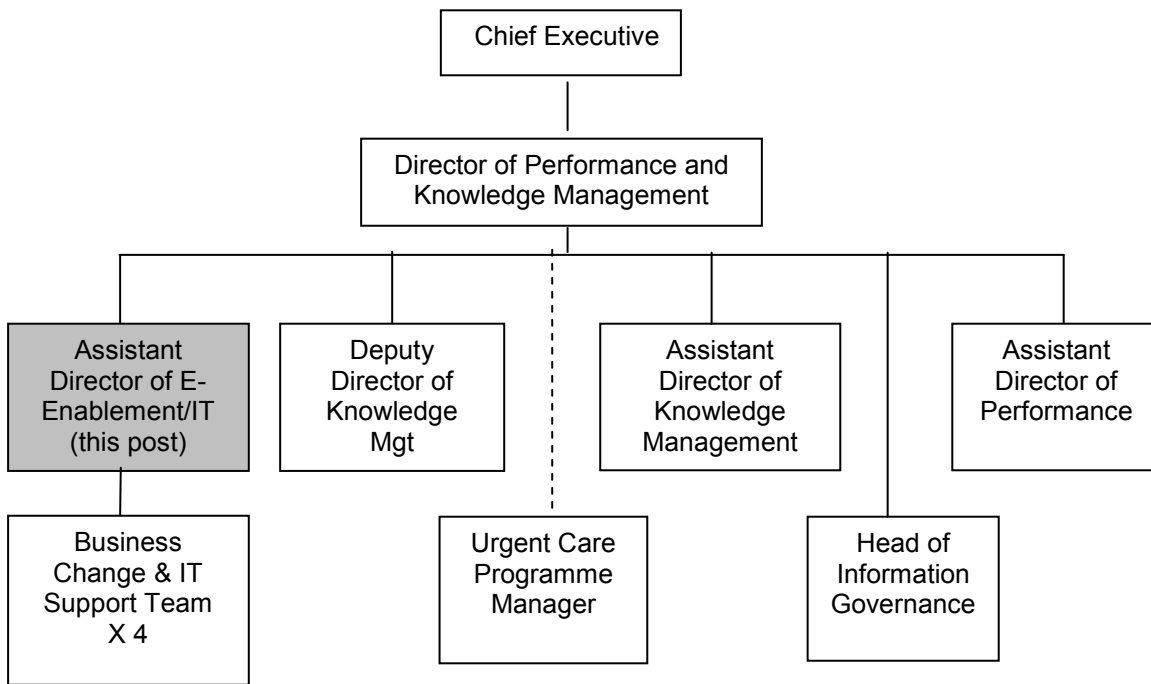 Chief Executive
Director of Performance and
Knowledge Management
Assistant
Director of E-
Enablement/IT
(this post)
Deputy
Director of
Knowledge
Mgt
Assistant
Director of
Knowledge
Management
Assistant
Director of
Performance
Business
Change & IT
Support Team
X 4
Urgent Care
Programme
Manager
Head of
Information
Governance